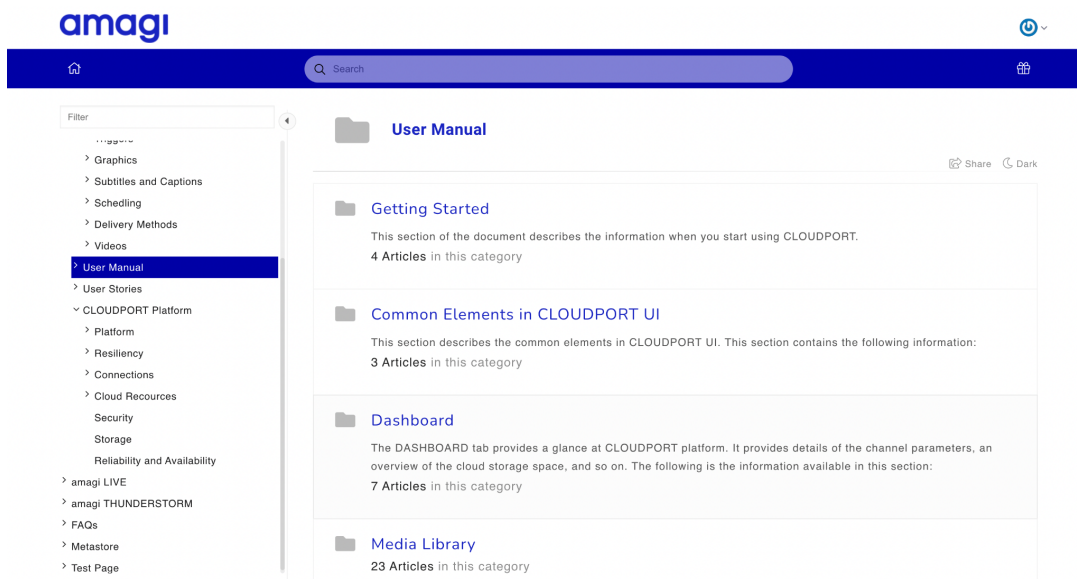 amagi
Search
Filter
Triggers
Graphics
Subtitles and Captions
Schedling
Delivery Methods
Videos
User Manual
User Stories
CLOUDPORT Platform
Platform
Resiliency
Connections
Cloud Recources
Security
Storage
Reliability and Availability
amagi LIVE
amagi THUNDERSTORM
FAQs
Metastore
Test Page
User Manual
Share Dark
Getting Started
This section of the document describes the information when you start using CLOUDPORT.
4 Articles in this category
Common Elements in CLOUDPORT UI
This section describes the common elements in CLOUDPORT UI. This section contains the following information:
3 Articles in this category
Dashboard
The DASHBOARD tab provides a glance at CLOUDPORT platform. It provides details of the channel parameters, an
overview of the cloud storage space, and so on. The following is the information available in this section:
7 Articles in this category
Media Library
23 Articles in this category